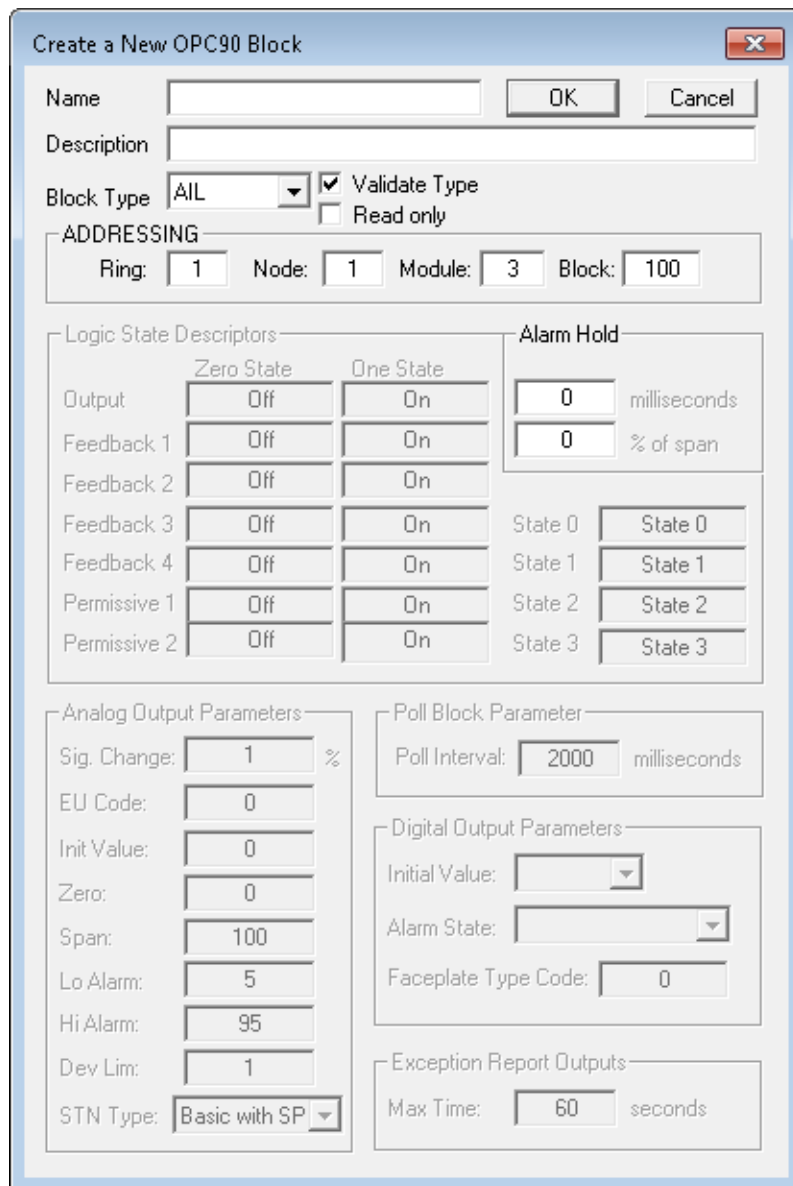 Create a New OPC90 Block
Name OK Cancel
Description
Block Type AIL Validate Type
Read only
ADDRESSING
Ring: 1 Node: 1 Module: 3 Block: 100
Logic State Descriptors Alarm Hold
Zero State One State
Output Off On 0 milliseconds
Feedback 1 Off On 0 % of span
Feedback 2 Off On
Feedback 3 Off On State 0 State 0
Feedback 4 Off On State 1 State 1
Permissive 1 Off On State 2 State 2
Permissive 2 Off On State 3 State 3
Analog Output Parameters
Sig. Change: 1 %
EU Code: 0
Init Value: 0
Zero: 0
Span: 100
Lo Alarm: 5
Hi Alarm: 95
Dev Lim: 1
STN Type: Basic with SP
Poll Block Parameter
Poll Interval: 2000 milliseconds
Digital Output Parameters
Initial Value:
Alarm State:
Faceplate Type Code: 0
Exception Report Outputs
Max Time: 60 seconds